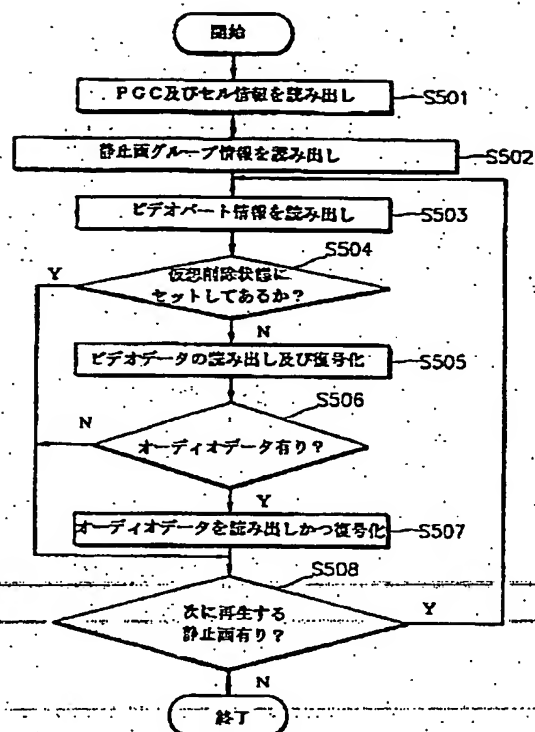 開始
PGC及びセル情報を読み出し
S501
静止画グループ情報を読み出し
S502
ビデオパート情報を読み出し
S503
S504
Y
仮想削除状態に
セットしてあるか？
N
ビデオデータの読み出し及び復号化
S505
S506
N
オーディオデータ有り？
Y
オーディオデータを読み出しかつ復号化
S507
S508
次に再生する
静止画有り？
Y
N
終了